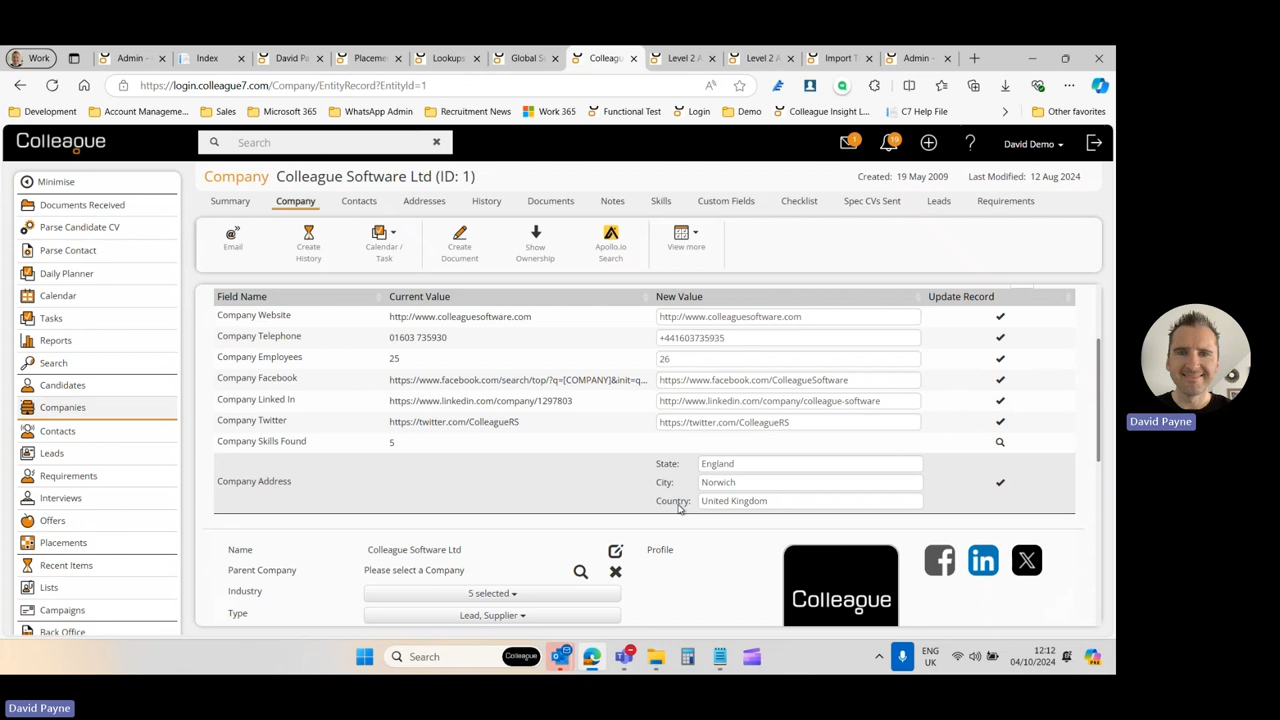 Work
Admin -
Index
David Pa
Placeme
Lookups
Global S
Colleagu
Level 2 A
Level 2 A
Import T
Admin -
https://login.colleague7.com/Company/EntityRecord?EntityId=1
Development
Account Manageme...
Sales
Microsoft 365
WhatsApp Admin
Recruitment News
Work 365
Functional Test
Login
Demo
Colleague Insight L...
C7 Help File
Other favorites
Colleague
Search
1
19
David Demo
Minimise
Documents Received
Parse Candidate CV
Parse Contact
Daily Planner
Calendar
Tasks
Reports
Search
Candidates
Companies
Contacts
Leads
Requirements
Interviews
Offers
Placements
Recent Items
Lists
Campaigns
Back Office
Company Colleague Software Ltd (ID: 1)
Created: 19 May 2009
Last Modified: 12 Aug 2024
Summary
Company
Contacts
Addresses
History
Documents
Notes
Skills
Custom Fields
Checklist
Spec CVs Sent
Leads
Requirements
Email
Create
History
Calendar /
Task
Create
Document
Show
Ownership
Apollo.io
Search
View more
Field Name Current Value New Value Update Record
Company Website http://www.colleaguesoftware.com http://www.colleaguesoftware.com
Company Telephone 01603 735930 +441603735935
Company Employees 25 26
Company Facebook https://www.facebook.com/search/top/?q=[COMPANY]&init=q... https://www.facebook.com/ColleagueSoftware
Company Linked In https://www.linkedin.com/company/1297803 http://www.linkedin.com/company/colleague-software
Company Twitter https://twitter.com/ColleagueRS https://twitter.com/ColleagueRS
Company Skills Found 5
Company Address
State: England
City: Norwich
Country: United Kingdom
Name Colleague Software Ltd
Profile
Parent Company Please select a Company
Industry 5 selected
Type Lead, Supplier
Colleague
Search
Colleague
ENG
UK
12:12
04/10/2024
David Payne
David Payne